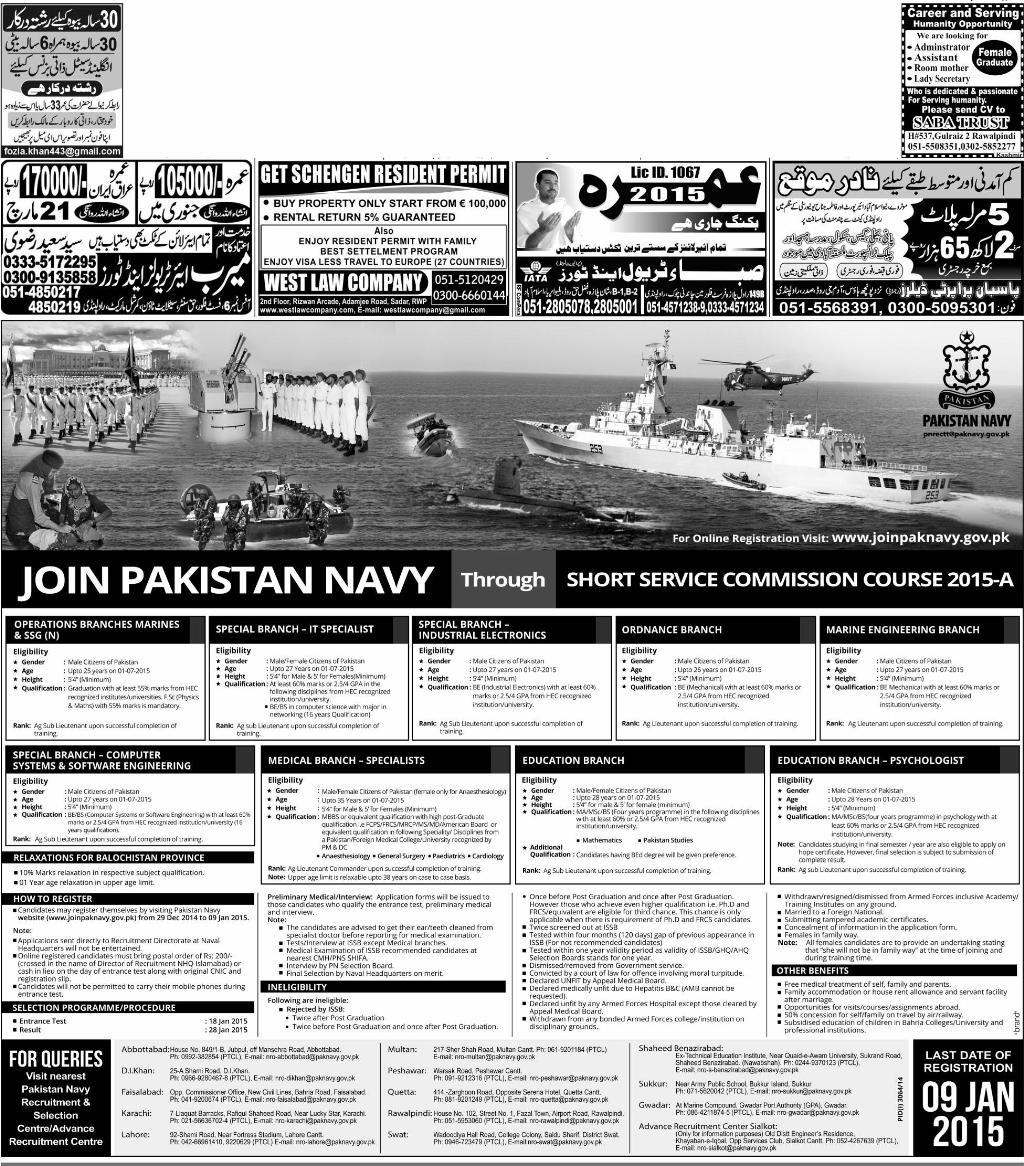 30 سالہ بیوہ کیلئے رشتہ درکار
30 سالہ بیوہ ہمراہ 6 سالہ بیٹی
انگلینڈ سیٹل ذاتی بزنس کیلئے
رشتہ درکار ہے
fozia.khan443@gmail.com
Career and Serving
Humanity Opportunity
We are looking for
• Adminstrator
• Assistant
• Room mother
• Lady Secretary
Female
Graduate
Who is dedicated & passionate
For Serving humanity.
Please send CV to
SABA TRUST
H#537,Gulraiz 2 Rawalpindi
051-5508351,0302-5852277
عمرہ عراق ایران 170000/- روپے
انشاءاللہ روانگی 21 مارچ
عمرہ 105000/- روپے
انشاءاللہ روانگی جنوری میں
تمام ایئرلائن کے ٹکٹ بھی دستیاب ہیں
سید سعید رضوی
0333-5172295
0300-9135858
میرب ایئر ٹریولز اینڈ ٹورز
051-4850217
4850219
GET SCHENGEN RESIDENT PERMIT
• BUY PROPERTY ONLY START FROM € 100,000
• RENTAL RETURN 5% GUARANTEED
Also
ENJOY RESIDENT PERMIT WITH FAMILY
BEST SETTLEMENT PROGRAM
ENJOY VISA LESS TRAVEL TO EUROPE (27 COUNTRIES)
WEST LAW COMPANY
051-5120429
0300-6660144
2nd Floor, Rizwan Arcade, Adamjee Road, Sadar, RWP
www.westlawcompany.com, E-mail: westlawcompany@gmail.com
Lic ID. 1067
عمرہ 2015
بکنگ جاری ہے
تمام ائیرلائنز کے سستے ترین ٹکٹس دستیاب ہیں
IATA
صباء ٹریول اینڈ ٹورز
051-2805078,2805001
051-4571238-9,0333-4571234
کم آمدنی اور متوسط طبقے کیلئے نادر موقع
5 مرلہ پلاٹ
2 لاکھ 65 ہزار روپے
پاسبان پراپرٹی ڈیلرز
فون: 051-5568391, 0300-5095301
PAKISTAN
PAKISTAN NAVY
pnrectt@paknavy.gov.pk
NAVY
253
253
For Online Registration Visit: www.joinpaknavy.gov.pk
JOIN PAKISTAN NAVY Through SHORT SERVICE COMMISSION COURSE 2015-A
OPERATIONS BRANCHES MARINES
& SSG (N)
Eligibility
★ Gender : Male Citizens of Pakistan
★ Age : Upto 25 years on 01-07-2015
★ Height : 5'4" (Minimum)
★ Qualification : Graduation with at least 55% marks from HEC
recognized institutes/universities. F.Sc (Physics
& Maths) with 55% marks is mandatory.
Rank: Ag Sub Lieutenant upon successful completion of
training.
SPECIAL BRANCH – IT SPECIALIST
Eligibility
★ Gender : Male/Female Citizens of Pakistan
★ Age : Upto 27 Years on 01-07-2015
★ Height : 5'4" for Male & 5' for Females(Minimum)
★ Qualification : At least 60% marks or 2.5/4 GPA in the
following disciplines from HEC recognized
institution/university.
■ BE/BS in computer science with major in
networking (16 years Qualification)
Rank: Ag Sub Lieutenant upon successful completion of
training.
SPECIAL BRANCH –
INDUSTRIAL ELECTRONICS
Eligibility
★ Gender : Male Citizens of Pakistan
★ Age : Upto 27 years on 01-07-2015
★ Height : 5'4" (Minimum)
★ Qualification : BE (Industrial Electronics) with at least 60%
marks or 2.5/4 GPA from HEC recognized
institution/university.
Rank: Ag Sub Lieutenant upon successful completion of
training.
ORDNANCE BRANCH
Eligibility
★ Gender : Male Citizens of Pakistan
★ Age : Upto 26 years on 01-07-2015
★ Height : 5'4" (Minimum)
★ Qualification : BE (Mechanical) with at least 60% marks or
2.5/4 GPA from HEC recognized
institution/university.
Rank: Ag Lieutenant upon successful completion of training.
MARINE ENGINEERING BRANCH
Eligibility
★ Gender : Male Citizens of Pakistan
★ Age : Upto 27 years on 01-07-2015
★ Height : 5'4" (Minimum)
★ Qualification : BE Mechanical with at least 60% marks or
2.5/4 GPA from HEC recognized
institution/university.
Rank: Ag Lieutenant upon successful completion of training.
SPECIAL BRANCH – COMPUTER
SYSTEMS & SOFTWARE ENGINEERING
Eligibility
★ Gender : Male Citizens of Pakistan
★ Age : Upto 27 years on 01-07-2015
★ Height : 5'4" (Minimum)
★ Qualification : BE/BS (Computer Systems or Software Engineering) with at least 60%
marks or 2.5/4 GPA from HEC recognized institution/university (16
years qualification).
Rank: Ag Sub Lieutenant upon successful completion of training.
RELAXATIONS FOR BALOCHISTAN PROVINCE
■ 10% Marks relaxation in respective subject qualification.
■ 01 Year age relaxation in upper age limit.
MEDICAL BRANCH – SPECIALISTS
Eligibility
★ Gender : Male/Female Citizens of Pakistan (female only for Anaesthesiology)
★ Age : Upto 35 Years on 01-07-2015
★ Height : 5'4" for Male & 5' for Females (Minimum)
★ Qualification : MBBS or equivalent qualification with high post-Graduate
qualification i.e FCPS/FRCS/MRCP/MS/MD/American Board or
equivalent qualification in following Speciality/ Disciplines from
a Pakistan/Foreign Medical College/University recognized by
PM & DC
■ Anaesthesiology ■ General Surgery ■ Paediatrics ■ Cardiology
Rank: Ag Lieutenant Commander upon successful completion of training.
Note: Upper age limit is relaxable upto 38 years on case to case basis.
EDUCATION BRANCH
Eligibility
★ Gender : Male/Female Citizens of Pakistan
★ Age : Upto 28 years on 01-07-2015
★ Height : 5'4" for male & 5' for female (minimum)
★ Qualification : MA/MSc/BS (Four years programme) in the following disciplines
with at least 60% or 2.5/4 GPA from HEC recognized
institution/university.
■ Mathematics ■ Pakistan Studies
★ Additional
Qualification : Candidates having BEd degree will be given preference.
Rank: Ag sub Lieutenant upon successful completion of training.
EDUCATION BRANCH – PSYCHOLOGIST
Eligibility
★ Gender : Male Citizens of Pakistan
★ Age : Upto 28 Years on 01-07-2015
★ Height : 5'4" (Minimum)
★ Qualification : MA/MSc/BS(four years programme) in psychology with at
least 60% marks or 2.5/4 GPA from HEC recognized
institution/university.
Note: Candidates studying in final semester / year are also eligible to apply on
hope certificate. However, final selection is subject to submission of
complete result.
Rank: Ag sub Lieutenant upon successful completion of training.
HOW TO REGISTER
■ Candidates may register themselves by visiting Pakistan Navy
website (www.joinpaknavy.gov.pk) from 29 Dec 2014 to 09 Jan 2015.
Note:
■ Applications sent directly to Recruitment Directorate at Naval
Headquarters will not be entertained.
■ Online registered candidates must bring postal order of Rs: 200/-
(crossed in the name of Director of Recruitment NHQ Islamabad) or
cash in lieu on the day of entrance test along with original CNIC and
registration slip.
■ Candidates will not be permitted to carry their mobile phones during
entrance test.
SELECTION PROGRAMME/PROCEDURE
■ Entrance Test : 18 Jan 2015
■ Result : 28 Jan 2015
Preliminary Medical/Interview: Application forms will be issued to
those candidates who qualify the entrance test, preliminary medical
and interview.
Note:
■ The candidates are advised to get their ear/teeth cleaned from
specialist doctor before reporting for medical examination.
■ Tests/Interview at ISSB except Medical branches.
■ Medical Examination of ISSB recommended candidates at
nearest CMH/PNS SHIFA.
■ Interview by PN Selection Board.
■ Final Selection by Naval Headquarters on merit.
INELIGIBILITY
Following are ineligible:
■ Rejected by ISSB:
• Twice after Post Graduation
• Twice before Post Graduation and once after Post Graduation.
• Once before Post Graduation and once after Post Graduation.
However those who achieve even higher qualification i.e. Ph.D and
FRCS/equivalent are eligible for third chance. This chance is only
applicable when there is requirement of Ph.D and FRCS candidates.
■ Twice screened out at ISSB
■ Tested within four months (120 days) gap of previous appearance in
ISSB (For not recommended candidates)
■ Tested within one year validity period as validity of ISSB/GHQ/AHQ
Selection Boards stands for one year.
■ Dismissed/removed from Government service.
■ Convicted by a court of law for offence involving moral turpitude.
■ Declared UNFIT by Appeal Medical Board.
■ Declared medically unfit due to Hepatitis B&C (AMB cannot be
requested).
■ Declared unfit by any Armed Forces Hospital except those cleared by
Appeal Medical Board.
■ Withdrawn from any bonded Armed Forces college/institution on
disciplinary grounds.
■ Withdrawn/resigned/dismissed from Armed Forces inclusive Academy/
Training Institutes on any ground.
■ Married to a Foreign National.
■ Submitting tampered academic certificates.
■ Concealment of information in the application form.
■ Females in family way.
Note: All females candidates are to provide an undertaking stating
that "she will not be in family way" at the time of joining and
during training time.
OTHER BENEFITS
■ Free medical treatment of self, family and parents.
■ Family accommodation or house rent allowance and servant facility
after marriage.
■ Opportunities for visits/courses/assignments abroad.
■ 50% concession for self/family on travel by air/railway.
■ Subsidised education of children in Bahria Colleges/University and
professional institutions.
"brand"
FOR QUERIES
Visit nearest
Pakistan Navy
Recruitment &
Selection
Centre/Advance
Recruitment Centre
Abbottabad: House No. 849/1-B, Jubpul, off Mansehra Road, Abbottabad.
Ph: 0992-382854 (PTCL), E-mail: nro-abbottabad@paknavy.gov.pk
D.I.Khan: 25-A Shami Road. D.I.Khan.
Ph: 0966-9280467-8 (PTCL), E-mail: nro-dikhan@paknavy.gov.pk
Faisalabad: Opp. Commissioner Office, New Civil Lines, Bahria Road, Faisalabad.
Ph: 041-9200674 (PTCL), E-mail: nro-faisalabad@paknavy.gov.pk
Karachi: 7-Liaquat Barracks, Rafiqui Shaheed Road, Near Lucky Star, Karachi.
Ph: 021-56636702-4 (PTCL), E-mail: nro-karachi@paknavy.gov.pk
Lahore: 92-Shami Road, Near Fortress Stadium, Lahore Cantt.
Ph: 042-66981410, 9220629 (PTCL), E-mail: nro-lahore@paknavy.gov.pk
Multan: 217-Sher Shah Road, Multan Cantt. Ph: 061-9201184 (PTCL)
E-mail: nro-multan@paknavy.gov.pk
Peshawar: Warsak Road, Peshawar Cantt.
Ph: 091-9212316 (PTCL), E-mail: nro-peshawar@paknavy.gov.pk
Quetta: 414.-Zarghoon Road, Opposite Serena Hotel, Quetta Cantt.
Ph: 081-9201249 (PTCL), E-mail: nro-quetta@paknavy.gov.pk
Rawalpindi: House No. 102, Street No. 1, Fazal Town, Airport Road, Rawalpindi.
Ph: 051-5953060 (PTCL), E-mail: nro-rawalpindi@paknavy.gov.pk
Swat: Wadoodiya Hall Road, College Colony, Saidu Sharif, District Swat.
Ph: 0946-723479 (PTCL), E-mail:nro-swat@paknavy.gov.pk
Shaheed Benazirabad:
Ex-Technical Education Institute, Near Quaid-e-Awam University, Sukrand Road,
Shaheed Benazirabad. (Nawabshah), Ph: 0244-9370123 (PTCL),
E-mail: nro-s-benazirabad@paknavy.gov.pk
Sukkur: Near Army Public School, Bukkur Island, Sukkur
Ph: 071-5620042 (PTCL), E-mail: nro-sukkur@paknavy.gov.pk
Gwadar: At Marine Compound, Gwadar Port Authority (GPA), Gwadar.
Ph: 086-4211874-5 (PTCL), E-mail: nro-gwadar@paknavy.gov.pk
Advance Recruitment Center Sialkot:
(Only for information purposes) Old Distt Engineer's Residence,
Khayaban-e-Iqbal, Opp Services Club, Sialkot Cantt. Ph: 052-4267639 (PTCL),
E-mail: nro-sialkot@paknavy.gov.pk
PID(I) 3064/14
LAST DATE OF
REGISTRATION
09 JAN
2015